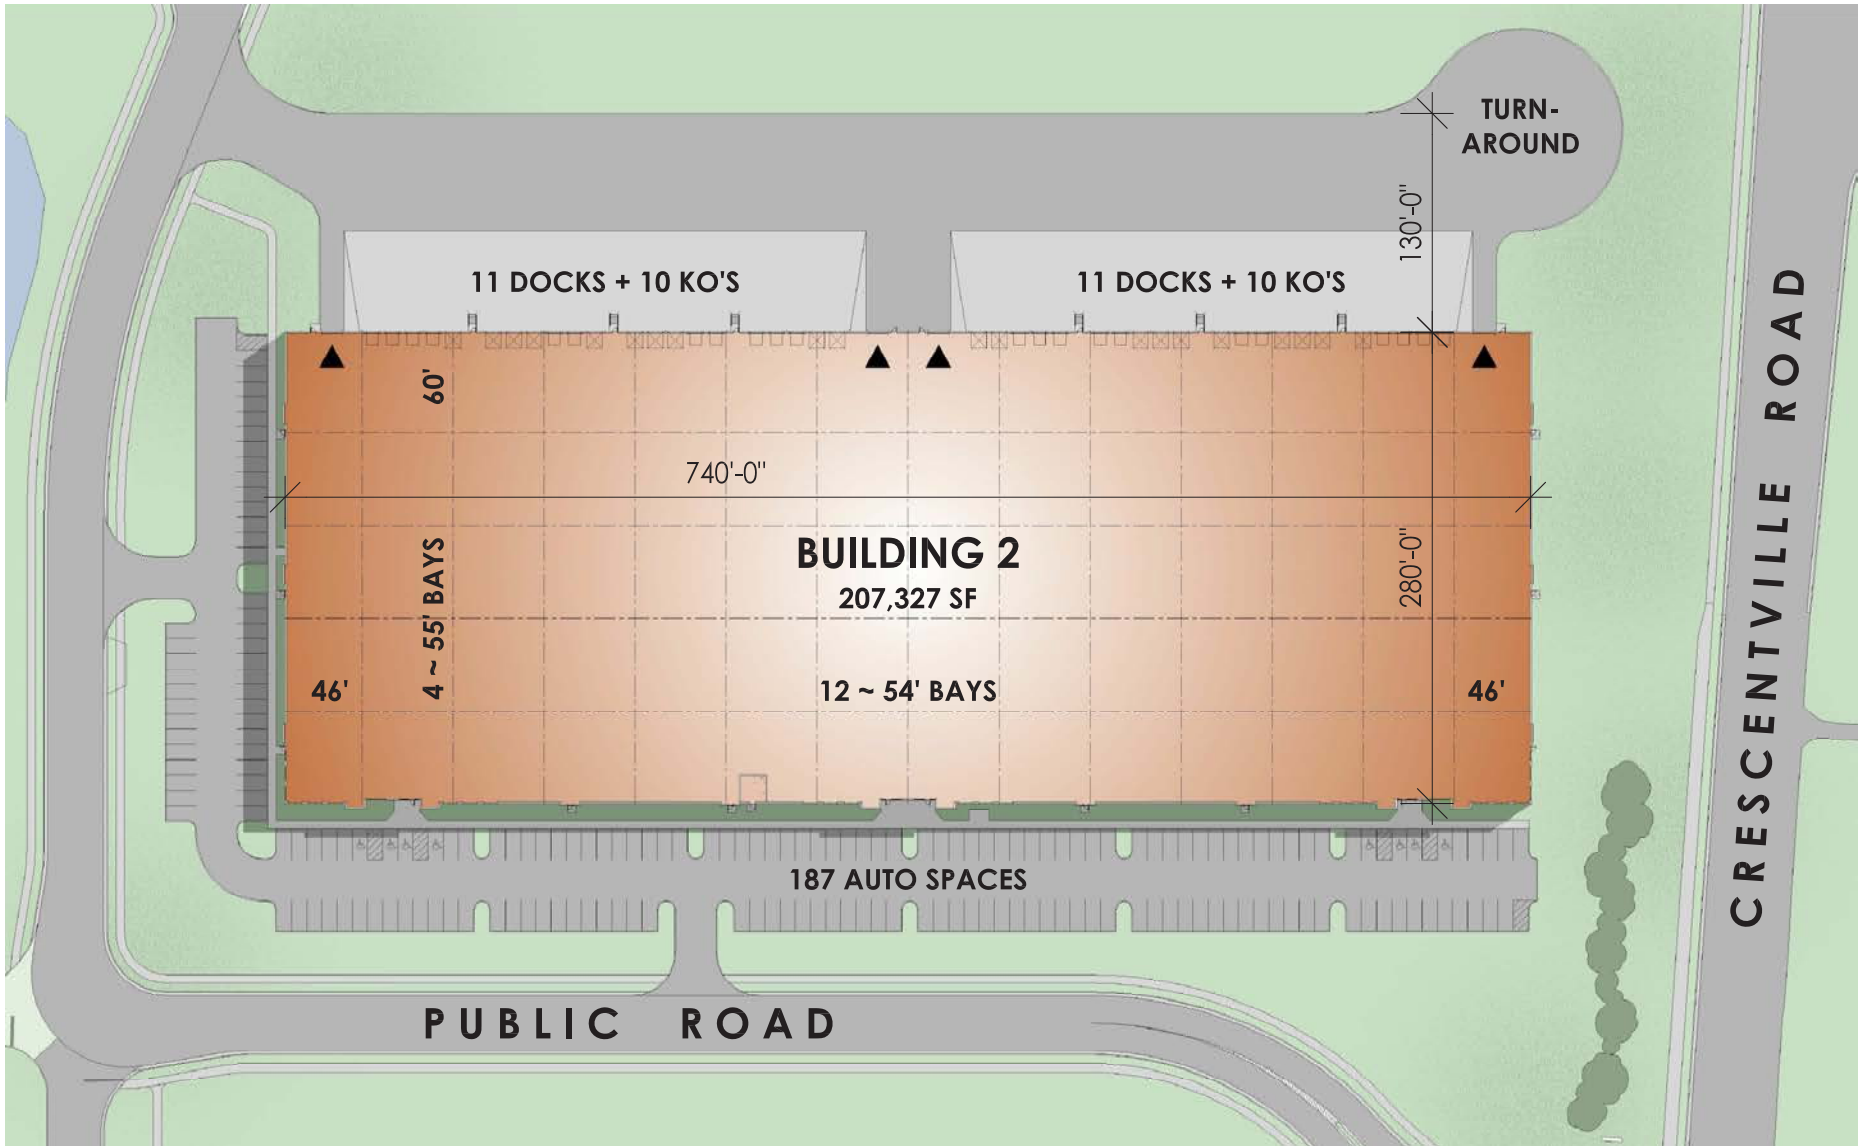 TURN-
AROUND
130'-0"
11 DOCKS + 10 KO'S
11 DOCKS + 10 KO'S
60'
740'-0"
BUILDING 2
207,327 SF
280'-0"
4 ~ 55' BAYS
46'
12 ~ 54' BAYS
46'
187 AUTO SPACES
PUBLIC ROAD
CRESCENTVILLE ROAD